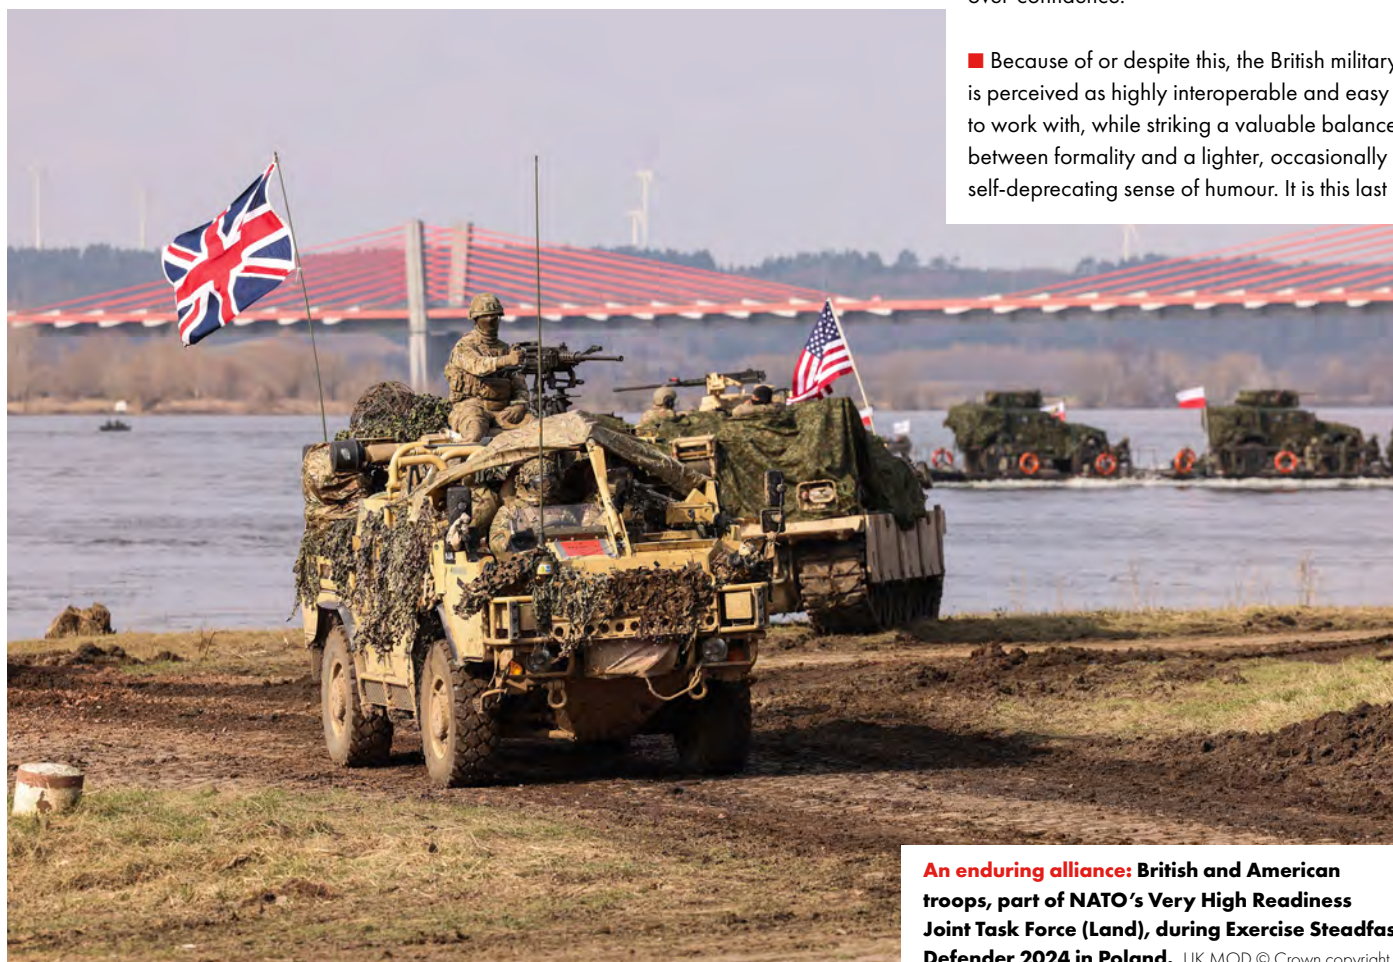 over-confidence.
■ Because of or despite this, the British military
is perceived as highly interoperable and easy
to work with, while striking a valuable balance
between formality and a lighter, occasionally
self-deprecating sense of humour. It is this last
An enduring alliance: British and American
troops, part of NATO’s Very High Readiness
Joint Task Force (Land), during Exercise Steadfas
Defender 2024 in Poland. UK MOD © Crown copyright